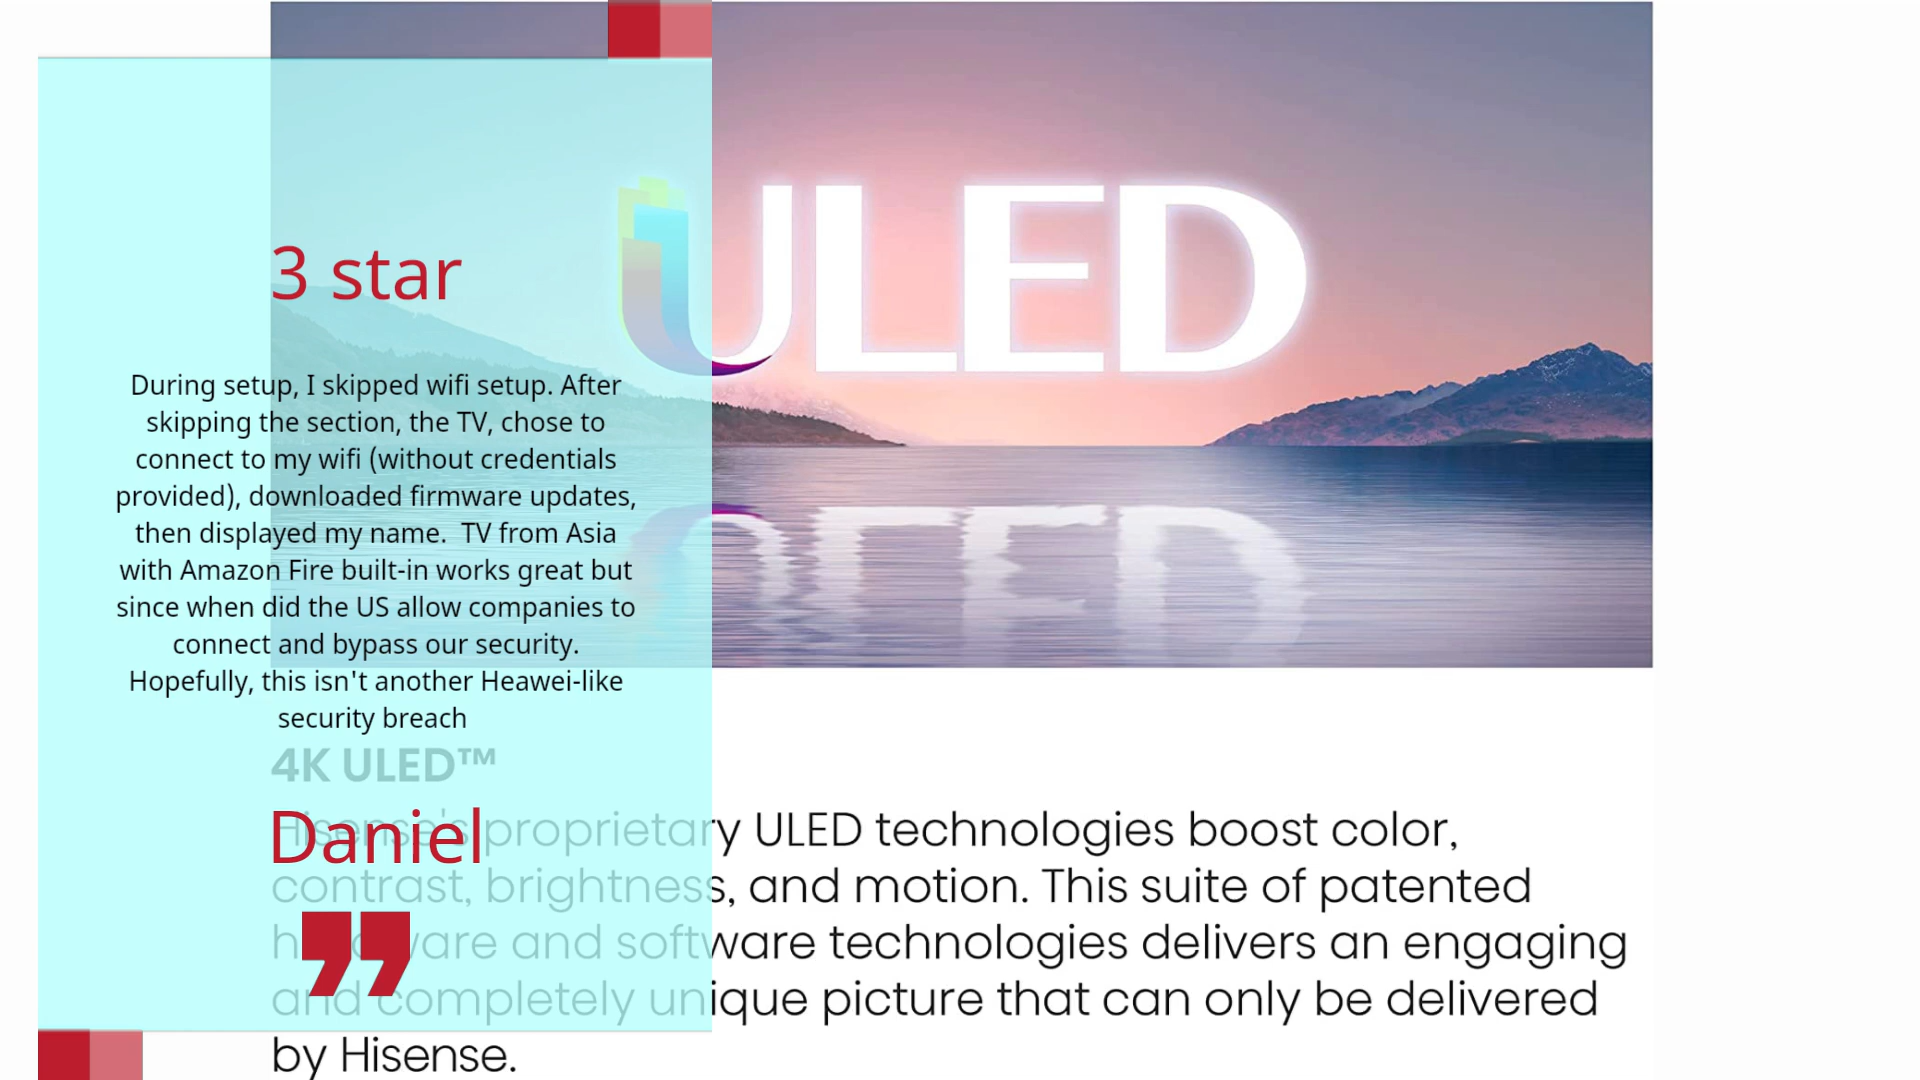 ULED
3 star
During setup, I skipped wifi setup. After
skipping the section, the TV, chose to
connect to my wifi (without credentials
provided), downloaded firmware updates,
then displayed my name.  TV from Asia
with Amazon Fire built-in works great but
since when did the US allow companies to
connect and bypass our security.
Hopefully, this isn't another Heawei-like
security breach
4K ULED™
Daniel
Hisense's proprietary ULED technologies boost color,
contrast, brightness, and motion. This suite of patented
hardware and software technologies delivers an engaging
and completely unique picture that can only be delivered
by Hisense.
”